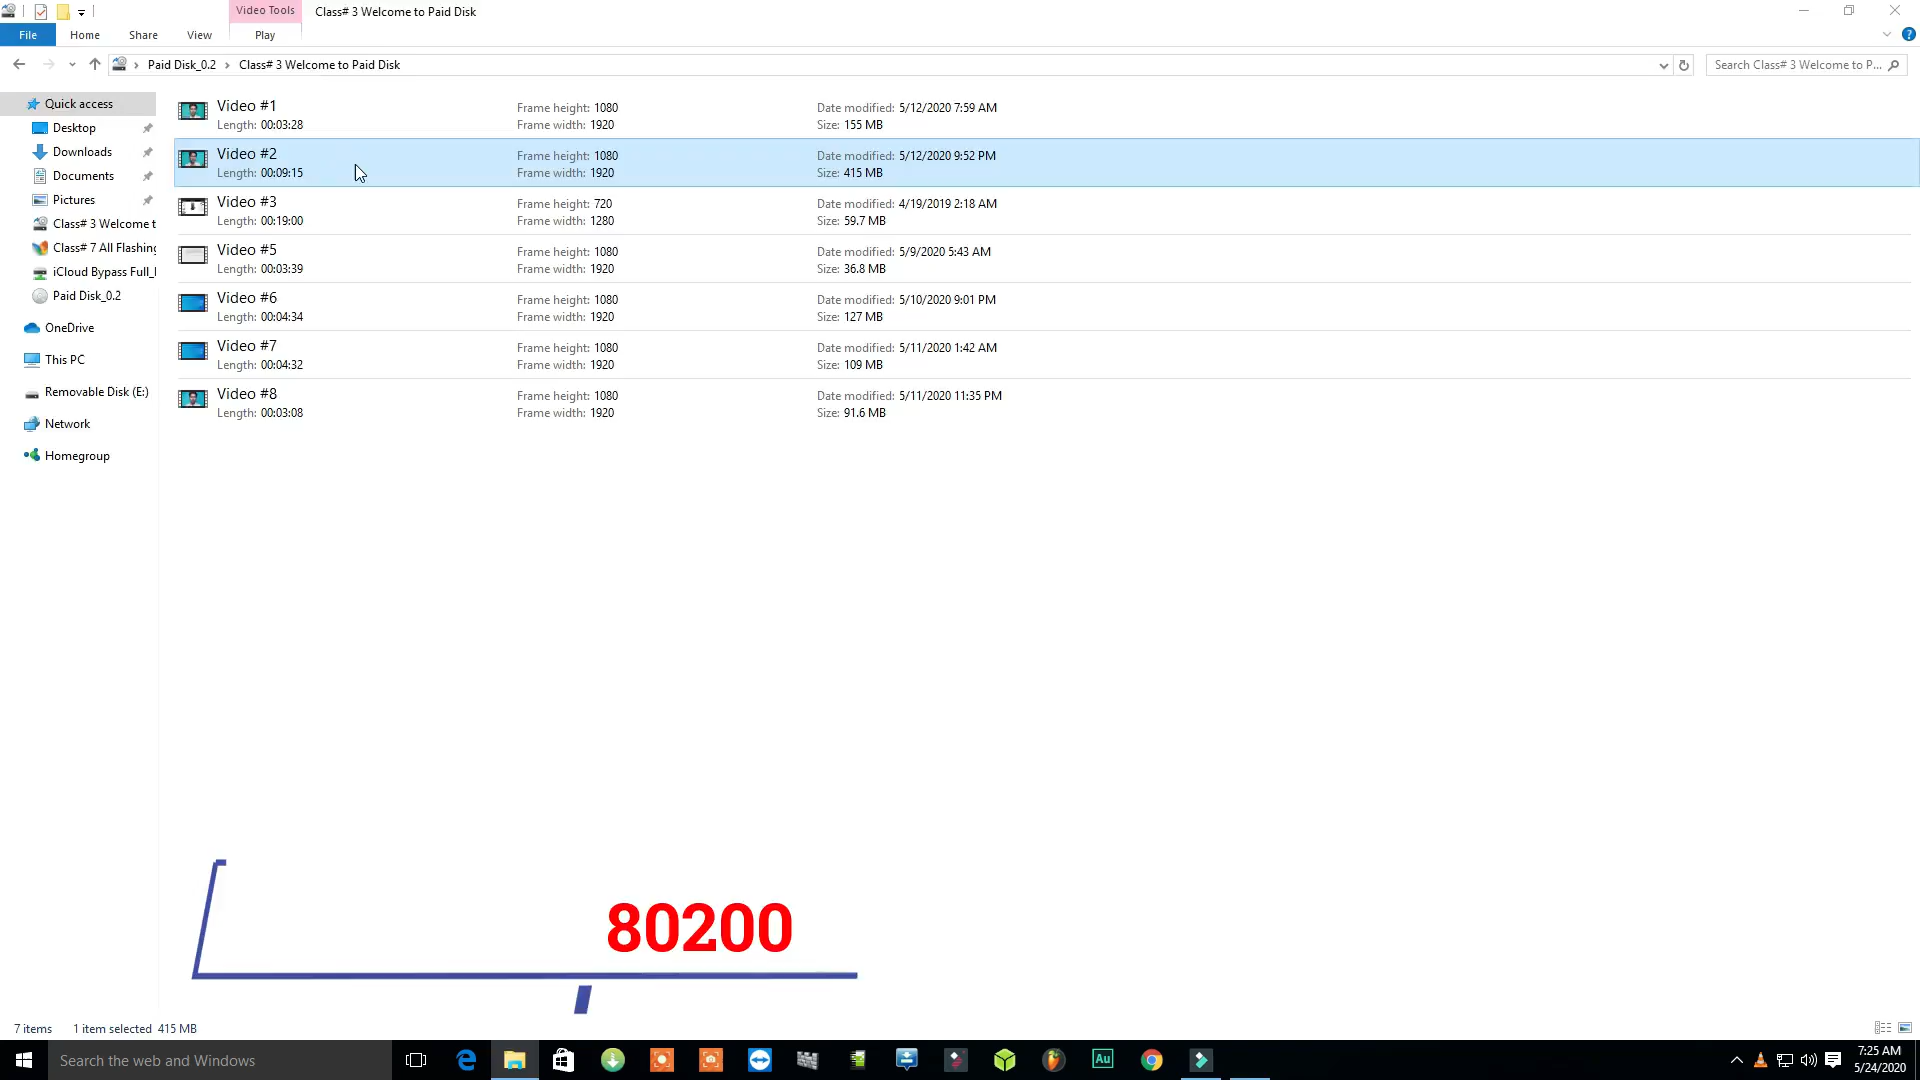 Video Tools
Class# 3 Welcome to Paid Disk
File
Home
Share
View
Play
Paid Disk_0.2
Class# 3 Welcome to Paid Disk
Search Class# 3 Welcome to P...
Quick access
Desktop
Downloads
Documents
Pictures
Class# 3 Welcome t
Class# 7 All Flashing
iCloud Bypass Full_
Paid Disk_0.2
OneDrive
This PC
Removable Disk (E:)
Network
Homegroup
Video #1
Length: 00:03:28
Frame height: 1080
Frame width: 1920
Date modified: 5/12/2020 7:59 AM
Size: 155 MB
Video #2
Length: 00:09:15
Frame height: 1080
Frame width: 1920
Date modified: 5/12/2020 9:52 PM
Size: 415 MB
Video #3
Length: 00:19:00
Frame height: 720
Frame width: 1280
Date modified: 4/19/2019 2:18 AM
Size: 59.7 MB
Video #5
Length: 00:03:39
Frame height: 1080
Frame width: 1920
Date modified: 5/9/2020 5:43 AM
Size: 36.8 MB
Video #6
Length: 00:04:34
Frame height: 1080
Frame width: 1920
Date modified: 5/10/2020 9:01 PM
Size: 127 MB
Video #7
Length: 00:04:32
Frame height: 1080
Frame width: 1920
Date modified: 5/11/2020 1:42 AM
Size: 109 MB
Video #8
Length: 00:03:08
Frame height: 1080
Frame width: 1920
Date modified: 5/11/2020 11:35 PM
Size: 91.6 MB
80200
7 items
1 item selected 415 MB
Search the web and Windows
Au
7:25 AM
5/24/2020